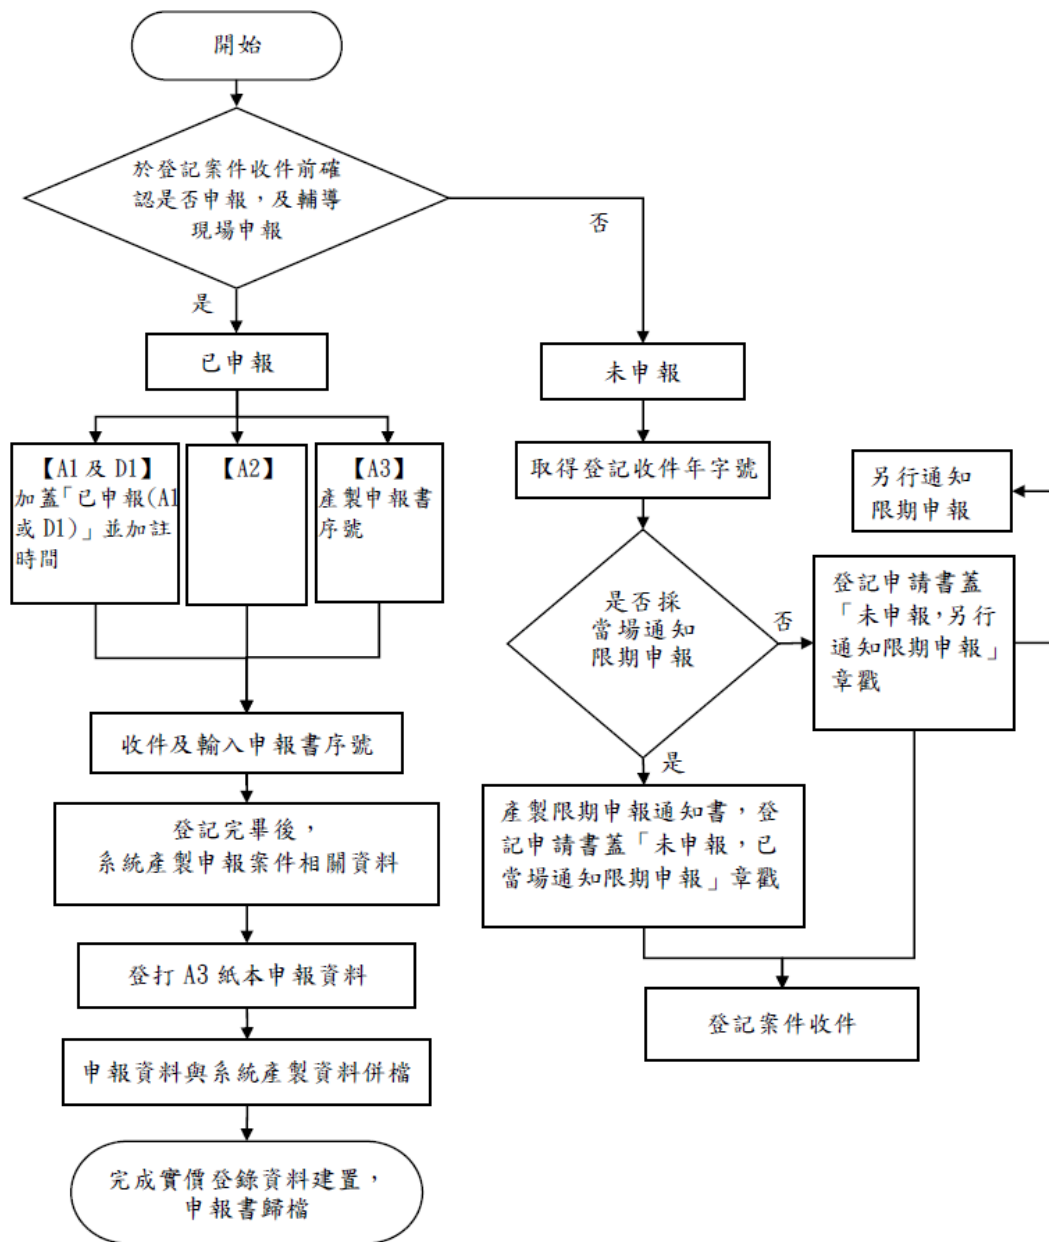 開始
於登記案件收件前確
認是否申報，及輔導
現場申報
否
是
已申報
未申報
【A1 及 D1】
加蓋「已申報(A1
或 D1)」並加註
時間
【A2】
【A3】
產製申報書
序號
取得登記收件年字號
另行通知
限期申報
是否採
當場通知
限期申報
否
登記申請書蓋
「未申報,另行
通知限期申報」
章戳
是
收件及輸入申報書序號
產製限期申報通知書，登
記申請書蓋「未申報，已
當場通知限期申報」章戳
登記完畢後，
系統產製申報案件相關資料
登打 A3 紙本申報資料
登記案件收件
申報資料與系統產製資料併檔
完成實價登錄資料建置，
申報書歸檔